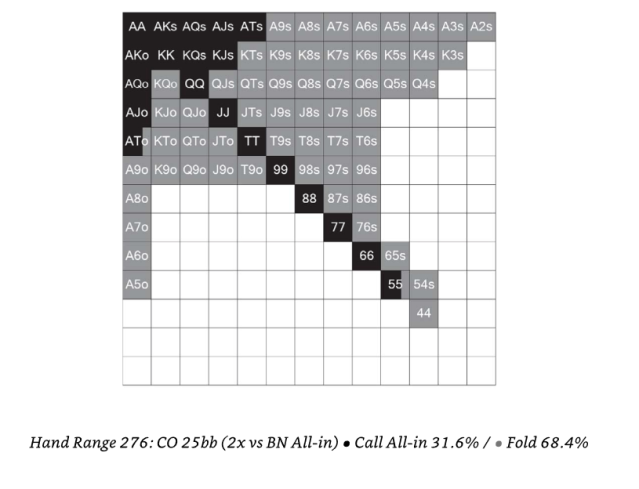 AA AKs AQs AJs ATs A9s A8s A7s A6s A5s A4s A3s A2s
AKo KK KQs KJs KTs K9s K8s K7s K6s K5s K4s K3s
AQo KQo QQ QJs QTs Q9s Q8s Q7s Q6s Q5s Q4s
AJo KJo QJo JJ JTs J9s J8s J7s J6s
ATo KTo QTo JTo TT T9s T8s T7s T6s
A9o K9o Q9o J9o T9o 99 98s 97s 96s
A8o 88 87s 86s
A7o 77 76s
A6o 66 65s
A5o 55 54s
44
Hand Range 276: CO 25bb (2x vs BN All-in) • Call All-in 31.6% / • Fold 68.4%